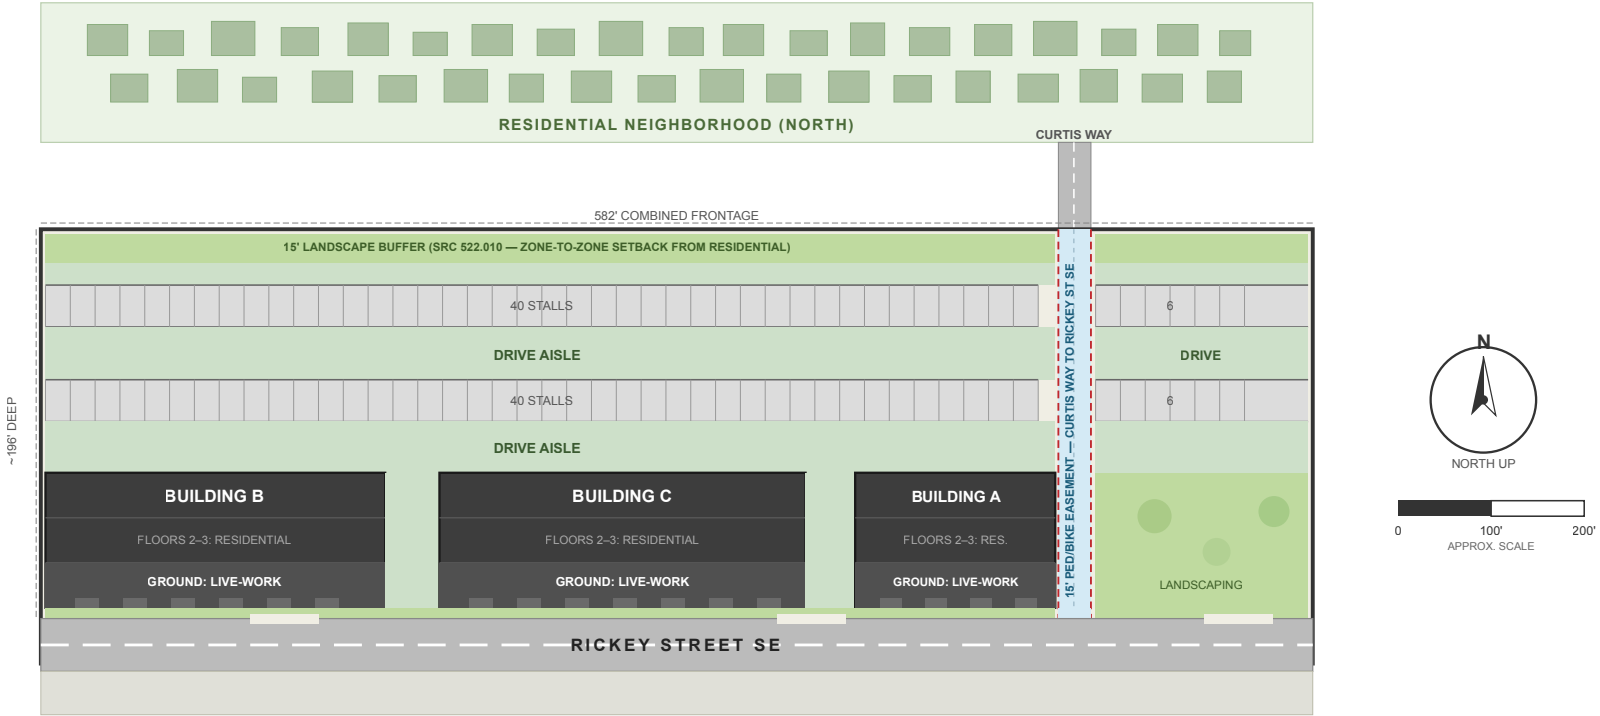 RESIDENTIAL NEIGHBORHOOD (NORTH)
CURTIS WAY
582' COMBINED FRONTAGE
15' LANDSCAPE BUFFER (SRC 522.010 — ZONE-TO-ZONE SETBACK FROM RESIDENTIAL)
40 STALLS
6
DRIVE AISLE
DRIVE
40 STALLS
6
DRIVE AISLE
~196' DEEP
15' PED/BIKE EASEMENT — CURTIS WAY TO RICKEY ST SE
BUILDING B
BUILDING C
BUILDING A
FLOORS 2–3: RESIDENTIAL
FLOORS 2–3: RESIDENTIAL
FLOORS 2–3: RES.
GROUND: LIVE-WORK
GROUND: LIVE-WORK
GROUND: LIVE-WORK
LANDSCAPING
RICKEY STREET SE
N
NORTH UP
0 100' 200'
APPROX. SCALE